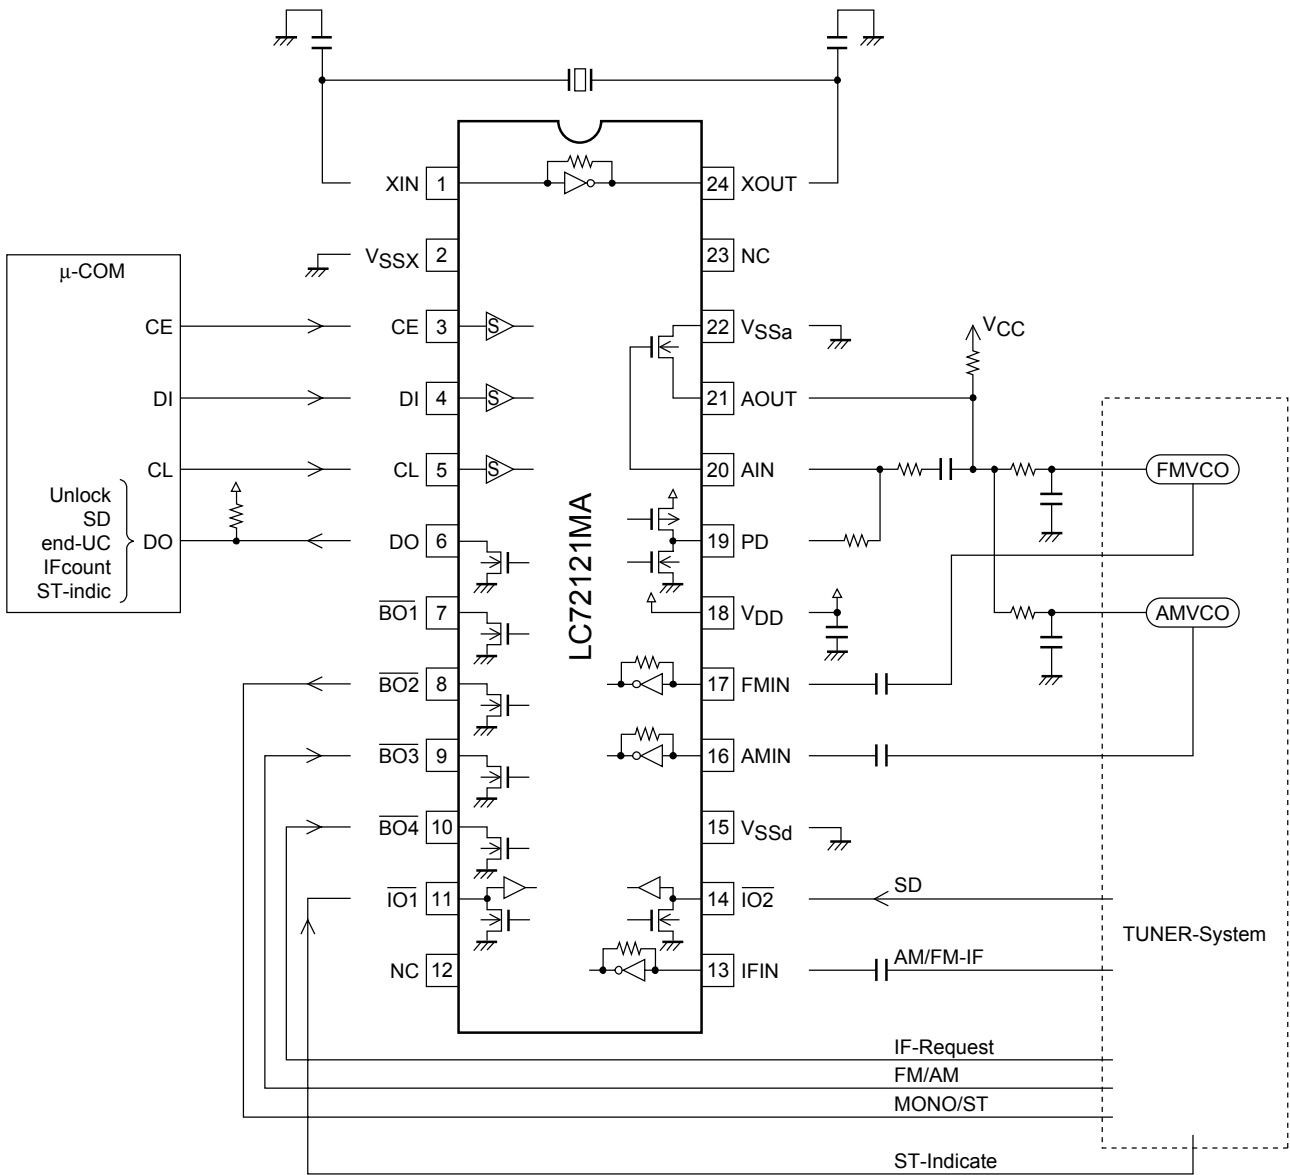 XIN 1
24 XOUT
VSSX 2
23 NC
μ-COM
CE
CE 3
22 VSSa
VCC
DI
DI 4
21 AOUT
CL
CL 5
20 AIN
FMVCO
Unlock
SD
end-UC
IFcount
ST-indic
DO
DO 6
19 PD
LC72121MA
BO1 7
18 VDD
AMVCO
BO2 8
17 FMIN
BO3 9
16 AMIN
BO4 10
15 VSSd
IO1 11
14 IO2
SD
TUNER-System
NC 12
13 IFIN
AM/FM-IF
IF-Request
FM/AM
MONO/ST
ST-Indicate
S
S
S